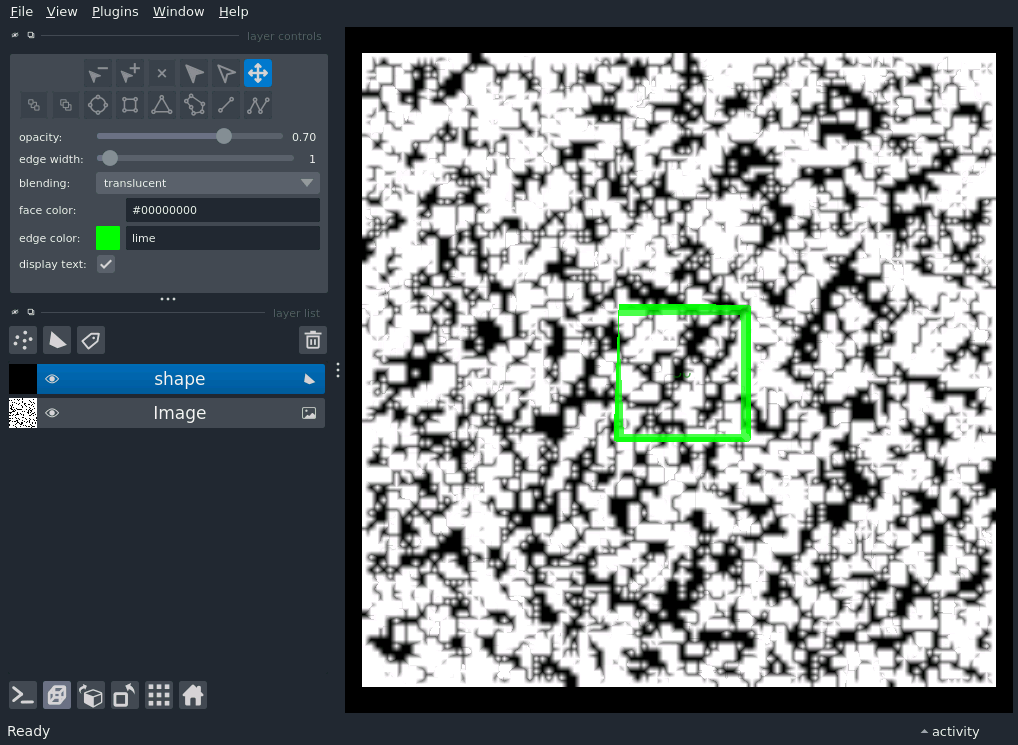 File View Plugins Window Help
layer controls
opacity: 0.70
edge width: 1
blending: translucent
face color: #00000000
edge color: lime
display text:
layer list
shape
Image
Ready
activity